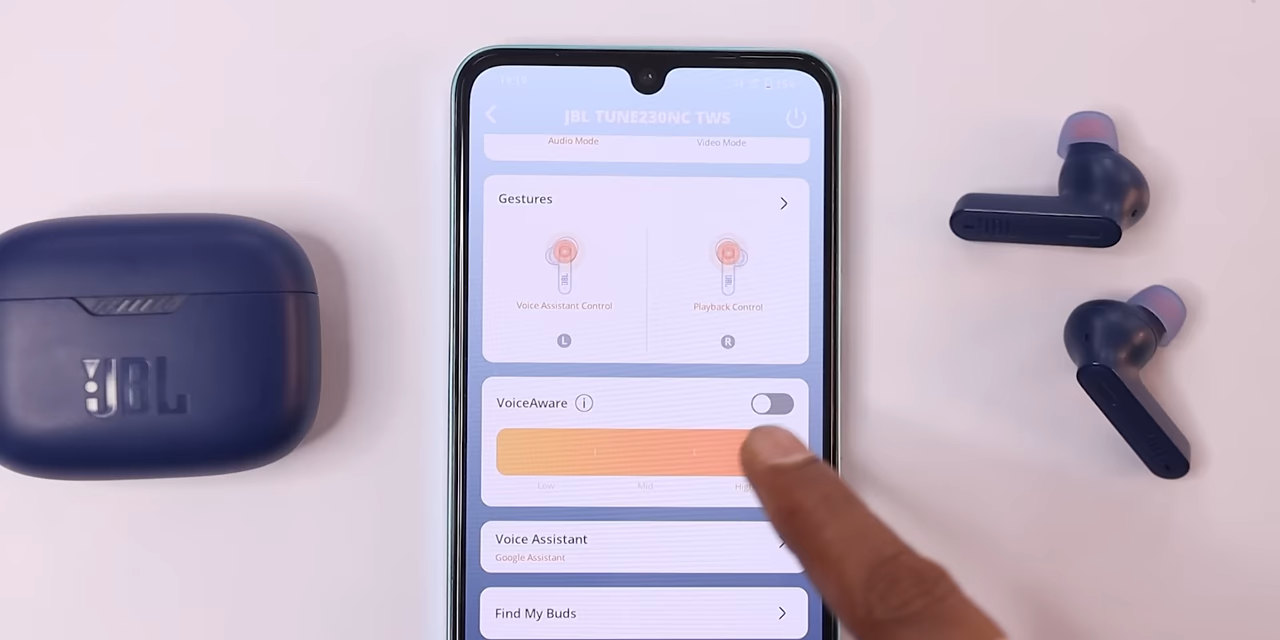 JBL TUNE230NC TWS
Audio Mode
Video Mode
Gestures
Voice Assistant Control
Playback Control
L
R
VoiceAware
Low
Mid
High
Voice Assistant
Google Assistant
Find My Buds
JBL